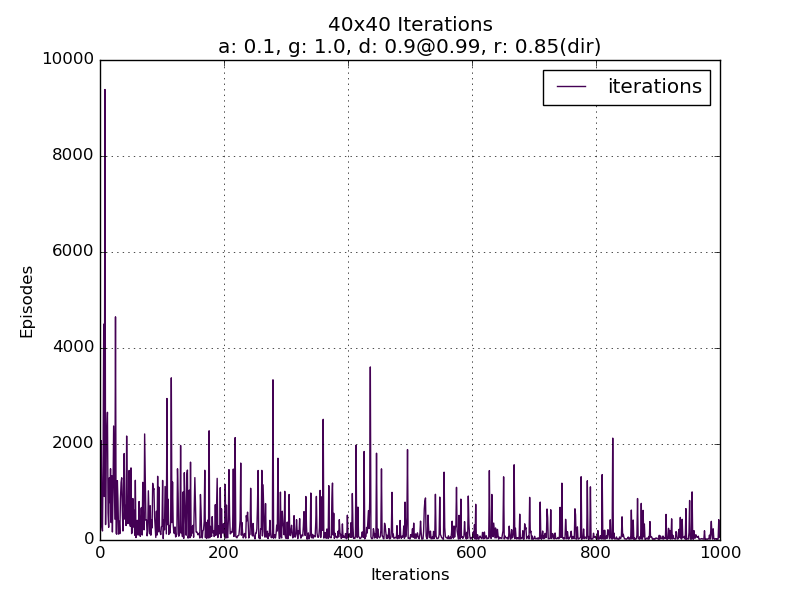 40x40 Iterations
a: 0.1, g: 1.0, d: 0.9@0.99, r: 0.85(dir)
10000
iterations
8000
6000
Episodes
4000
2000
0
0 200 400 600 800 1000
Iterations